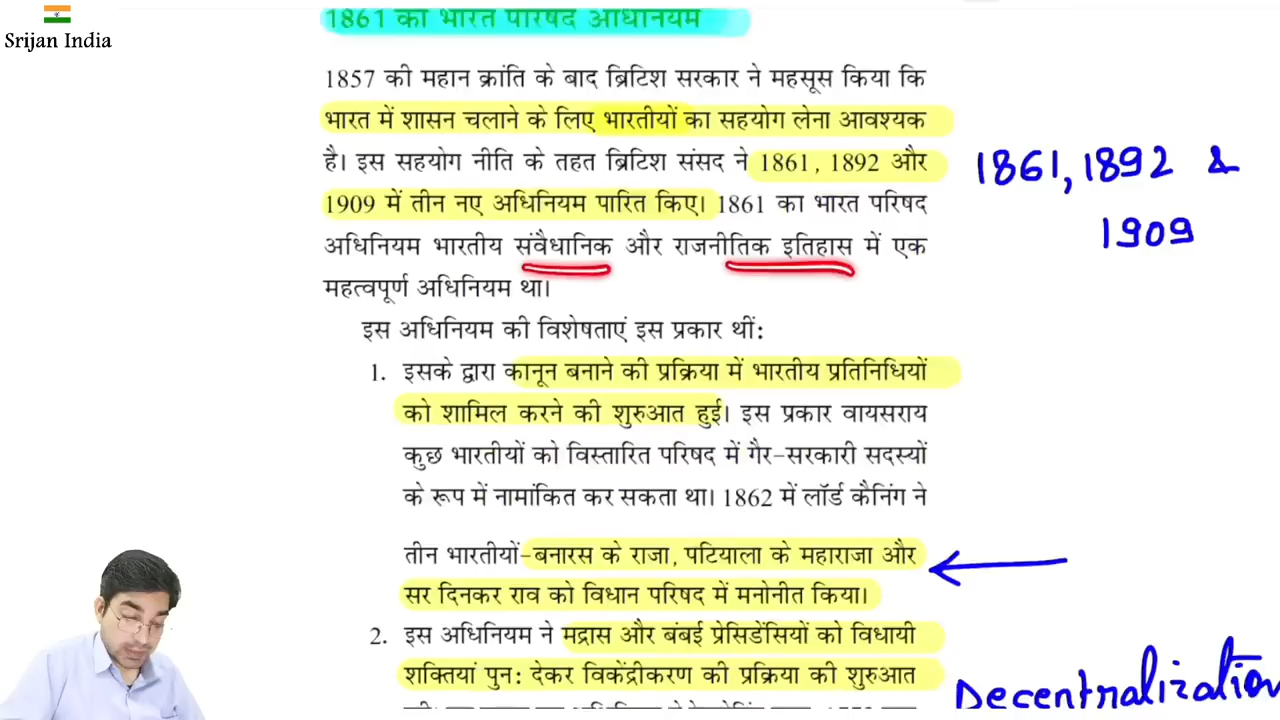 Srijan India
1861 का भारत परिषद अधिनियम
1857 की महान क्रांति के बाद ब्रिटिश सरकार ने महसूस किया कि
भारत में शासन चलाने के लिए भारतीयों का सहयोग लेना आवश्यक
है। इस सहयोग नीति के तहत ब्रिटिश संसद ने 1861, 1892 और
1909 में तीन नए अधिनियम पारित किए। 1861 का भारत परिषद
अधिनियम भारतीय संवैधानिक और राजनीतिक इतिहास में एक
महत्वपूर्ण अधिनियम था।
1861, 1892 &
1909
इस अधिनियम की विशेषताएं इस प्रकार थीं:
1. इसके द्वारा कानून बनाने की प्रक्रिया में भारतीय प्रतिनिधियों
को शामिल करने की शुरुआत हुई। इस प्रकार वायसराय
कुछ भारतीयों को विस्तारित परिषद में गैर-सरकारी सदस्यों
के रूप में नामांकित कर सकता था। 1862 में लॉर्ड कैनिंग ने
तीन भारतीयों-बनारस के राजा, पटियाला के महाराजा और
सर दिनकर राव को विधान परिषद में मनोनीत किया।
2. इस अधिनियम ने मद्रास और बंबई प्रेसिडेंसियों को विधायी
शक्तियां पुन: देकर विकेंद्रीकरण की प्रक्रिया की शुरुआत
Decentralization